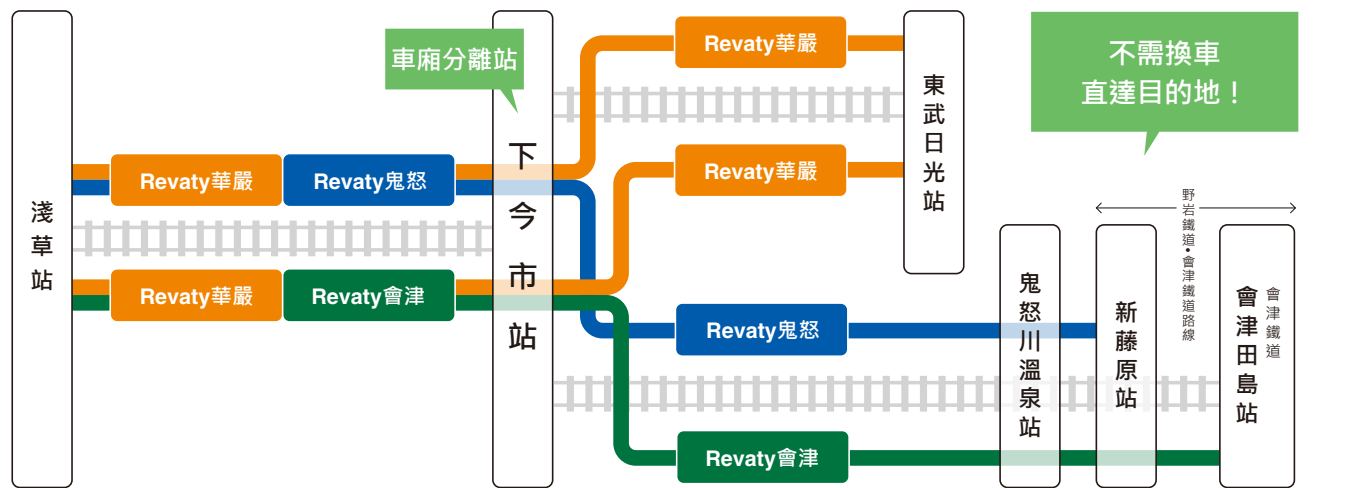 淺草站
Revaty華嚴
Revaty鬼怒
Revaty華嚴
Revaty會津
車廂分離站
下今市站
Revaty華嚴
Revaty華嚴
東武日光站
Revaty鬼怒
Revaty會津
不需換車
直達目的地！
野岩鐵道•會津鐵道路線
鬼怒川溫泉站
新藤原站
會津鐵道
會津田島站